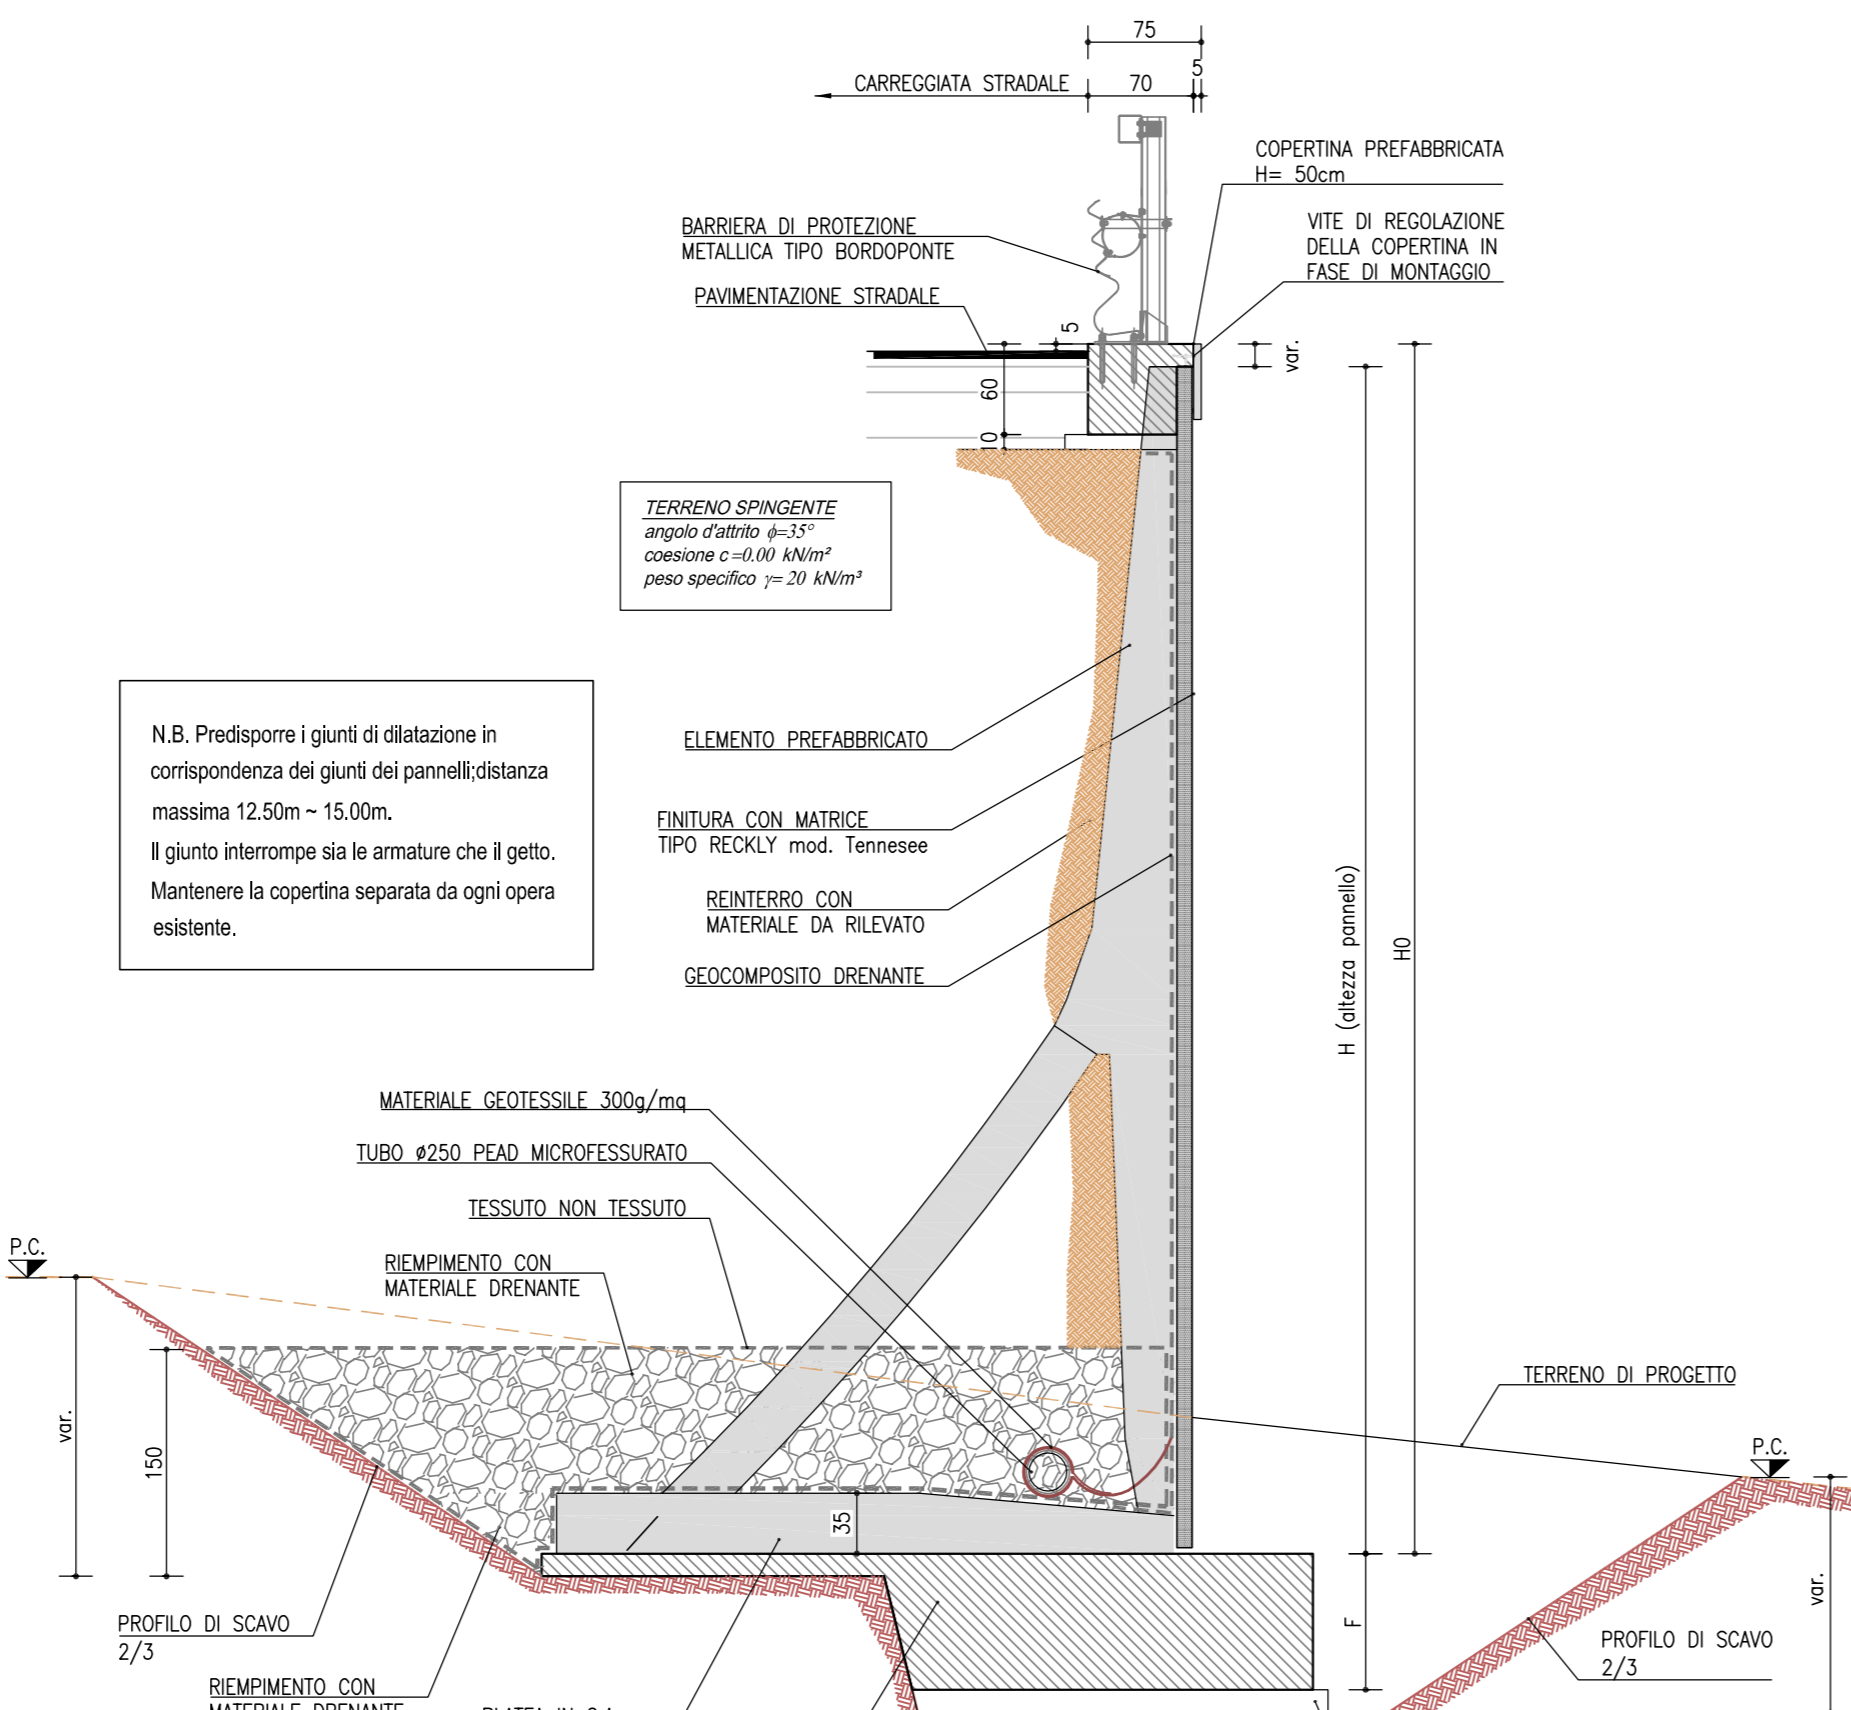 75
5
CARREGGIATA STRADALE
70
COPERTINA PREFABBRICATA
H= 50cm
BARRIERA DI PROTEZIONE
METALLICA TIPO BORDOPONTE
VITE DI REGOLAZIONE
DELLA COPERTINA IN
FASE DI MONTAGGIO
PAVIMENTAZIONE STRADALE
5
var.
60
10
TERRENO SPINGENTE
angolo d'attrito ϕ=35°
coesione c=0.00 kN/m²
peso specifico γ= 20 kN/m³
N.B. Predisporre i giunti di dilatazione in
corrispondenza dei giunti dei pannelli;distanza
massima 12.50m ~ 15.00m.
Il giunto interrompe sia le armature che il getto.
Mantenere la copertina separata da ogni opera
esistente.
ELEMENTO PREFABBRICATO
FINITURA CON MATRICE
TIPO RECKLY mod. Tennesee
REINTERRO CON
MATERIALE DA RILEVATO
GEOCOMPOSITO DRENANTE
H (altezza pannello)
H0
MATERIALE GEOTESSILE 300g/mq
TUBO ø250 PEAD MICROFESSURATO
TESSUTO NON TESSUTO
P.C.
RIEMPIMENTO CON
MATERIALE DRENANTE
TERRENO DI PROGETTO
var.
150
P.C.
35
var.
F
PROFILO DI SCAVO
2/3
PROFILO DI SCAVO
2/3
RIEMPIMENTO CON
MATERIALE DRENANTE
PLATEA IN